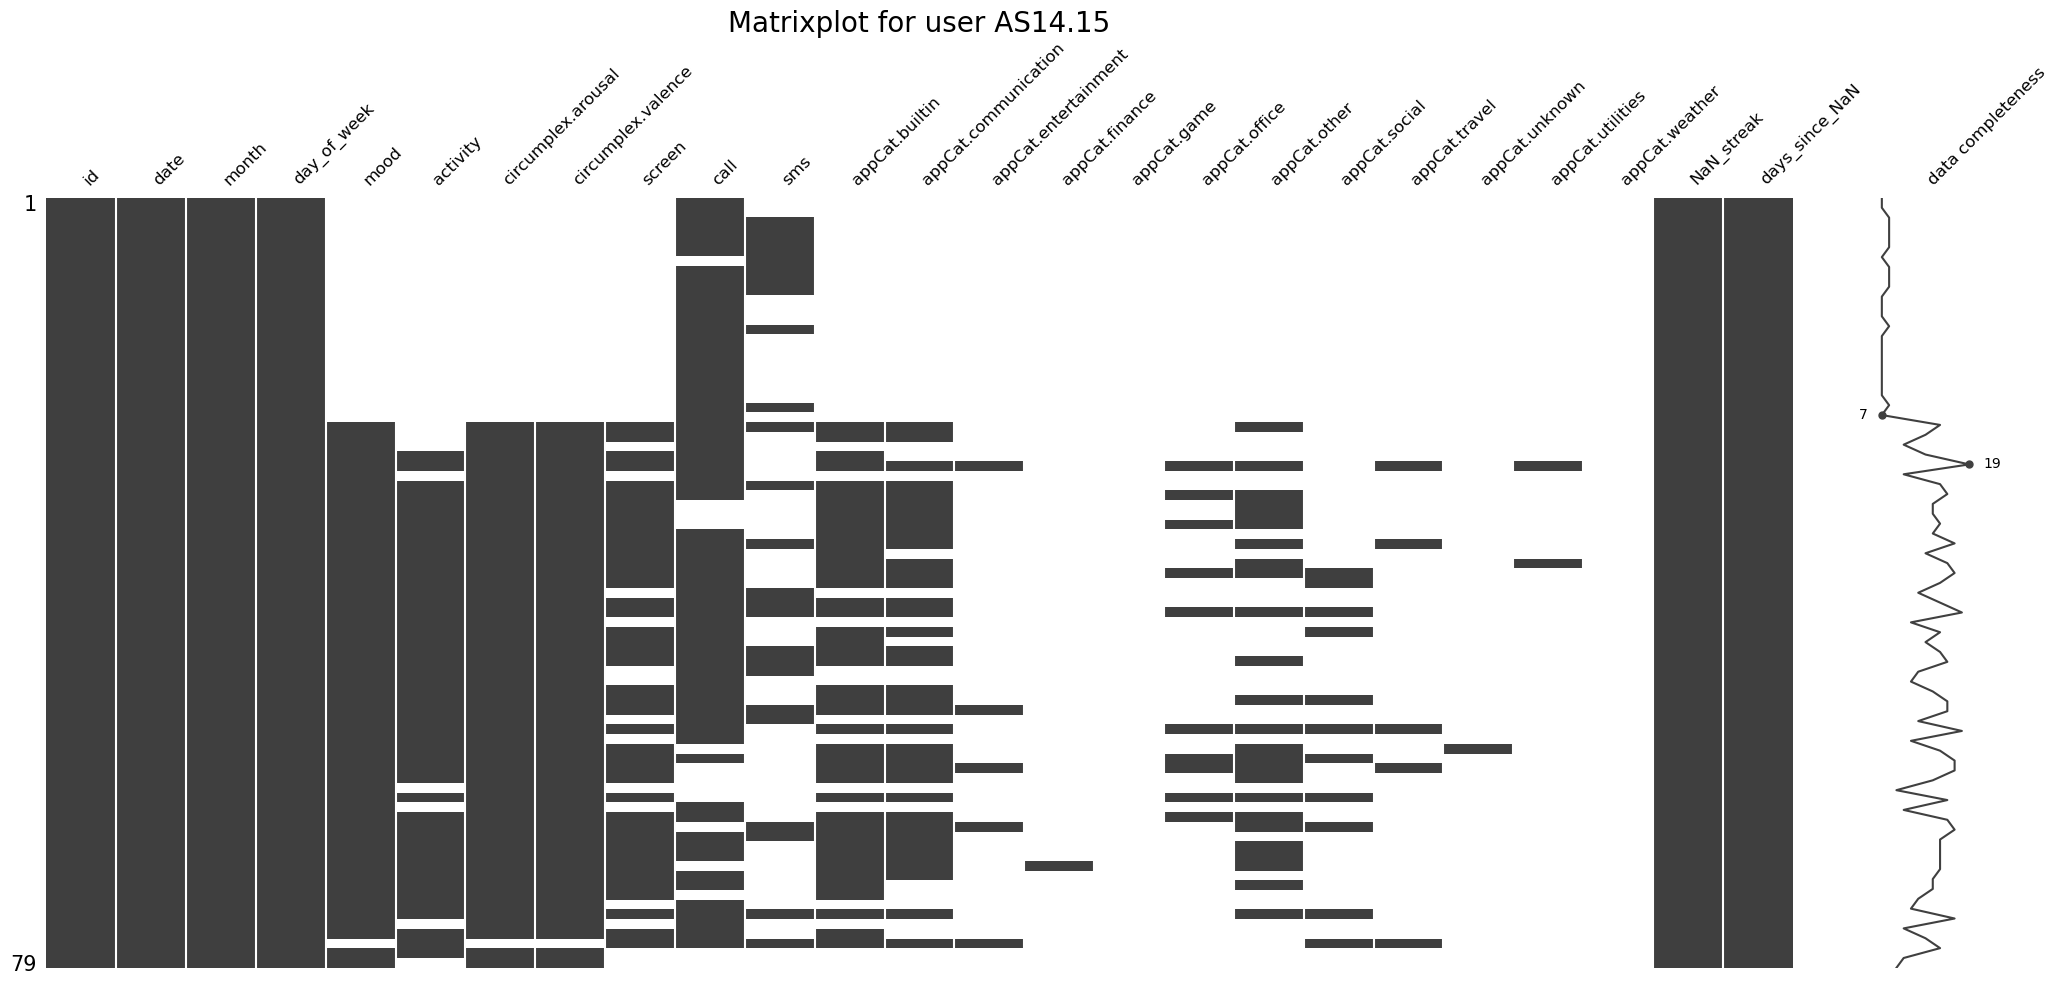 Matrixplot for user AS14.15
id
date
month
day_of_week
mood
activity
circumplex.arousal
circumplex.valence
screen
call
sms
appCat.builtin
appCat.communication
appCat.entertainment
appCat.finance
appCat.game
appCat.office
appCat.other
appCat.social
appCat.travel
appCat.unknown
appCat.utilities
appCat.weather
NaN_streak
days_since_NaN
data completeness
1
7
19
79